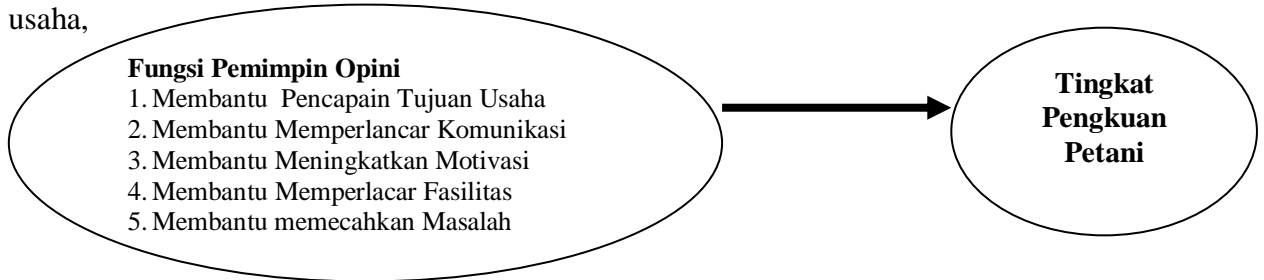 usaha,
Fungsi Pemimpin Opini
1. Membantu Pencapain Tujuan Usaha
2. Membantu Memperlancar Komunikasi
3. Membantu Meningkatkan Motivasi
4. Membantu Memperlacar Fasilitas
5. Membantu memecahkan Masalah
Tingkat
Pengkuan
Petani